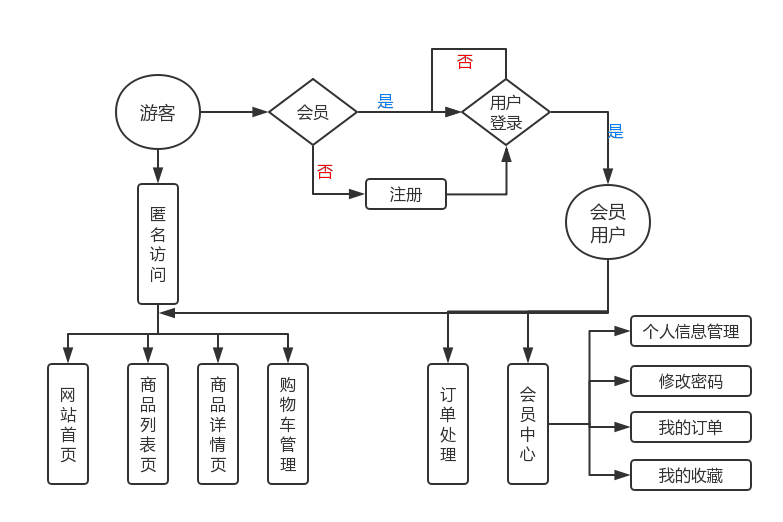 否
是
游客
会员
用户
登录
是
否
注册
会员
用户
匿名访问
个人信息管理
修改密码
我的订单
我的收藏
网站首页
商品列表页
商品详情页
购物车管理
订单处理
会员中心